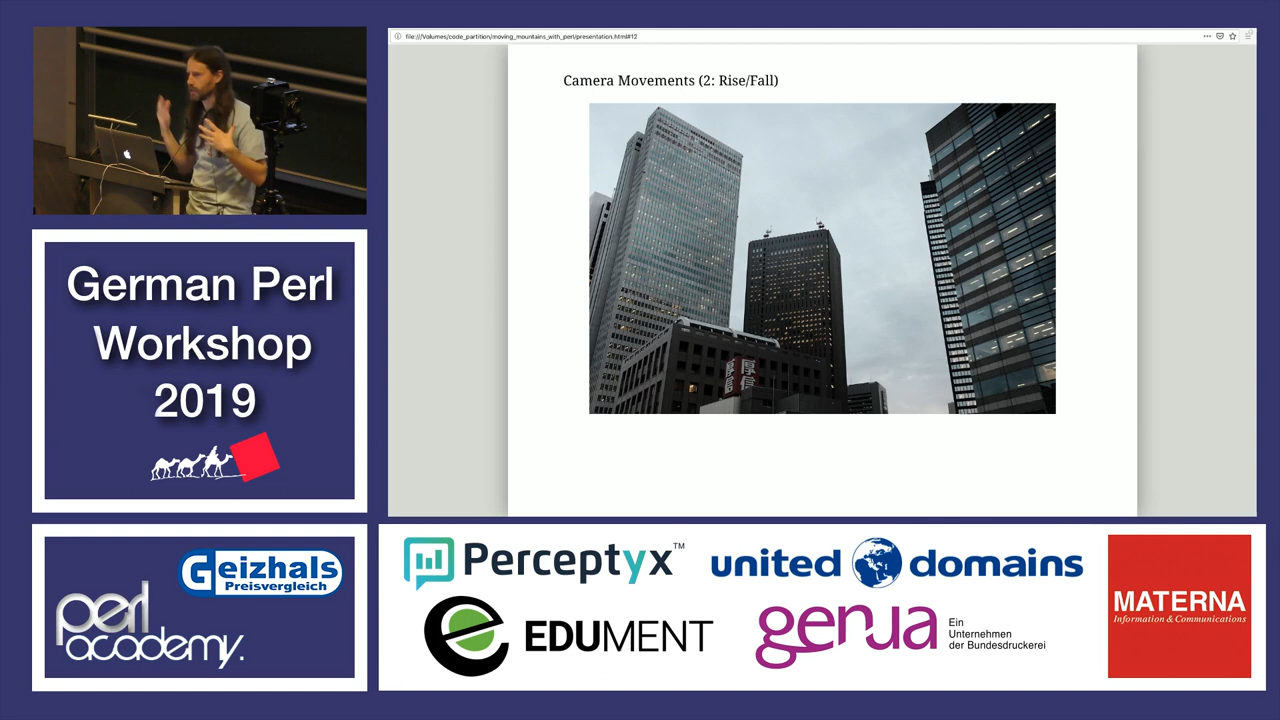 file:///Volumes/code_partition/moving_mountains_with_perl/presentation.html#12
Camera Movements (2: Rise/Fall)
German Perl
Workshop
2019
Geizhals
Preisvergleich
perl
academy.
Perceptyx™
united domains
EDUMENT
genua
Ein
Unternehmen
der Bundesdruckerei
MATERNA
Information & Communications